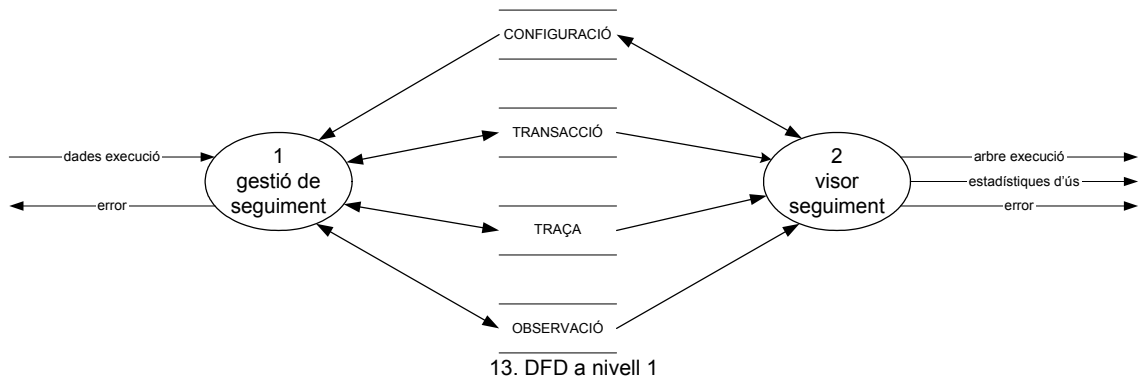 CONFIGURACIÓ
TRANSACCIÓ
dades execució
1
gestió de
seguiment
2
visor
seguiment
arbre execució
estadístiques d'ús
error
error
TRAÇA
OBSERVACIÓ
13. DFD a nivell 1